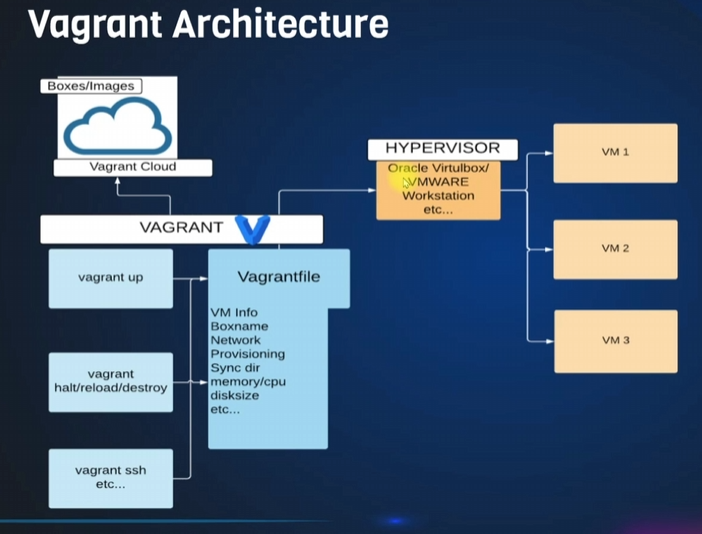 Vagrant Architecture
Boxes/Images
Vagrant Cloud
VAGRANT
vagrant up
vagrant
halt/reload/destroy
vagrant ssh
etc...
Vagrantfile
VM Info
Boxname
Network
Provisioning
Sync dir
memory/cpu
disksize
etc...
HYPERVISOR
Oracle Virtulbox/
VMWARE
Workstation
etc...
VM 1
VM 2
VM 3